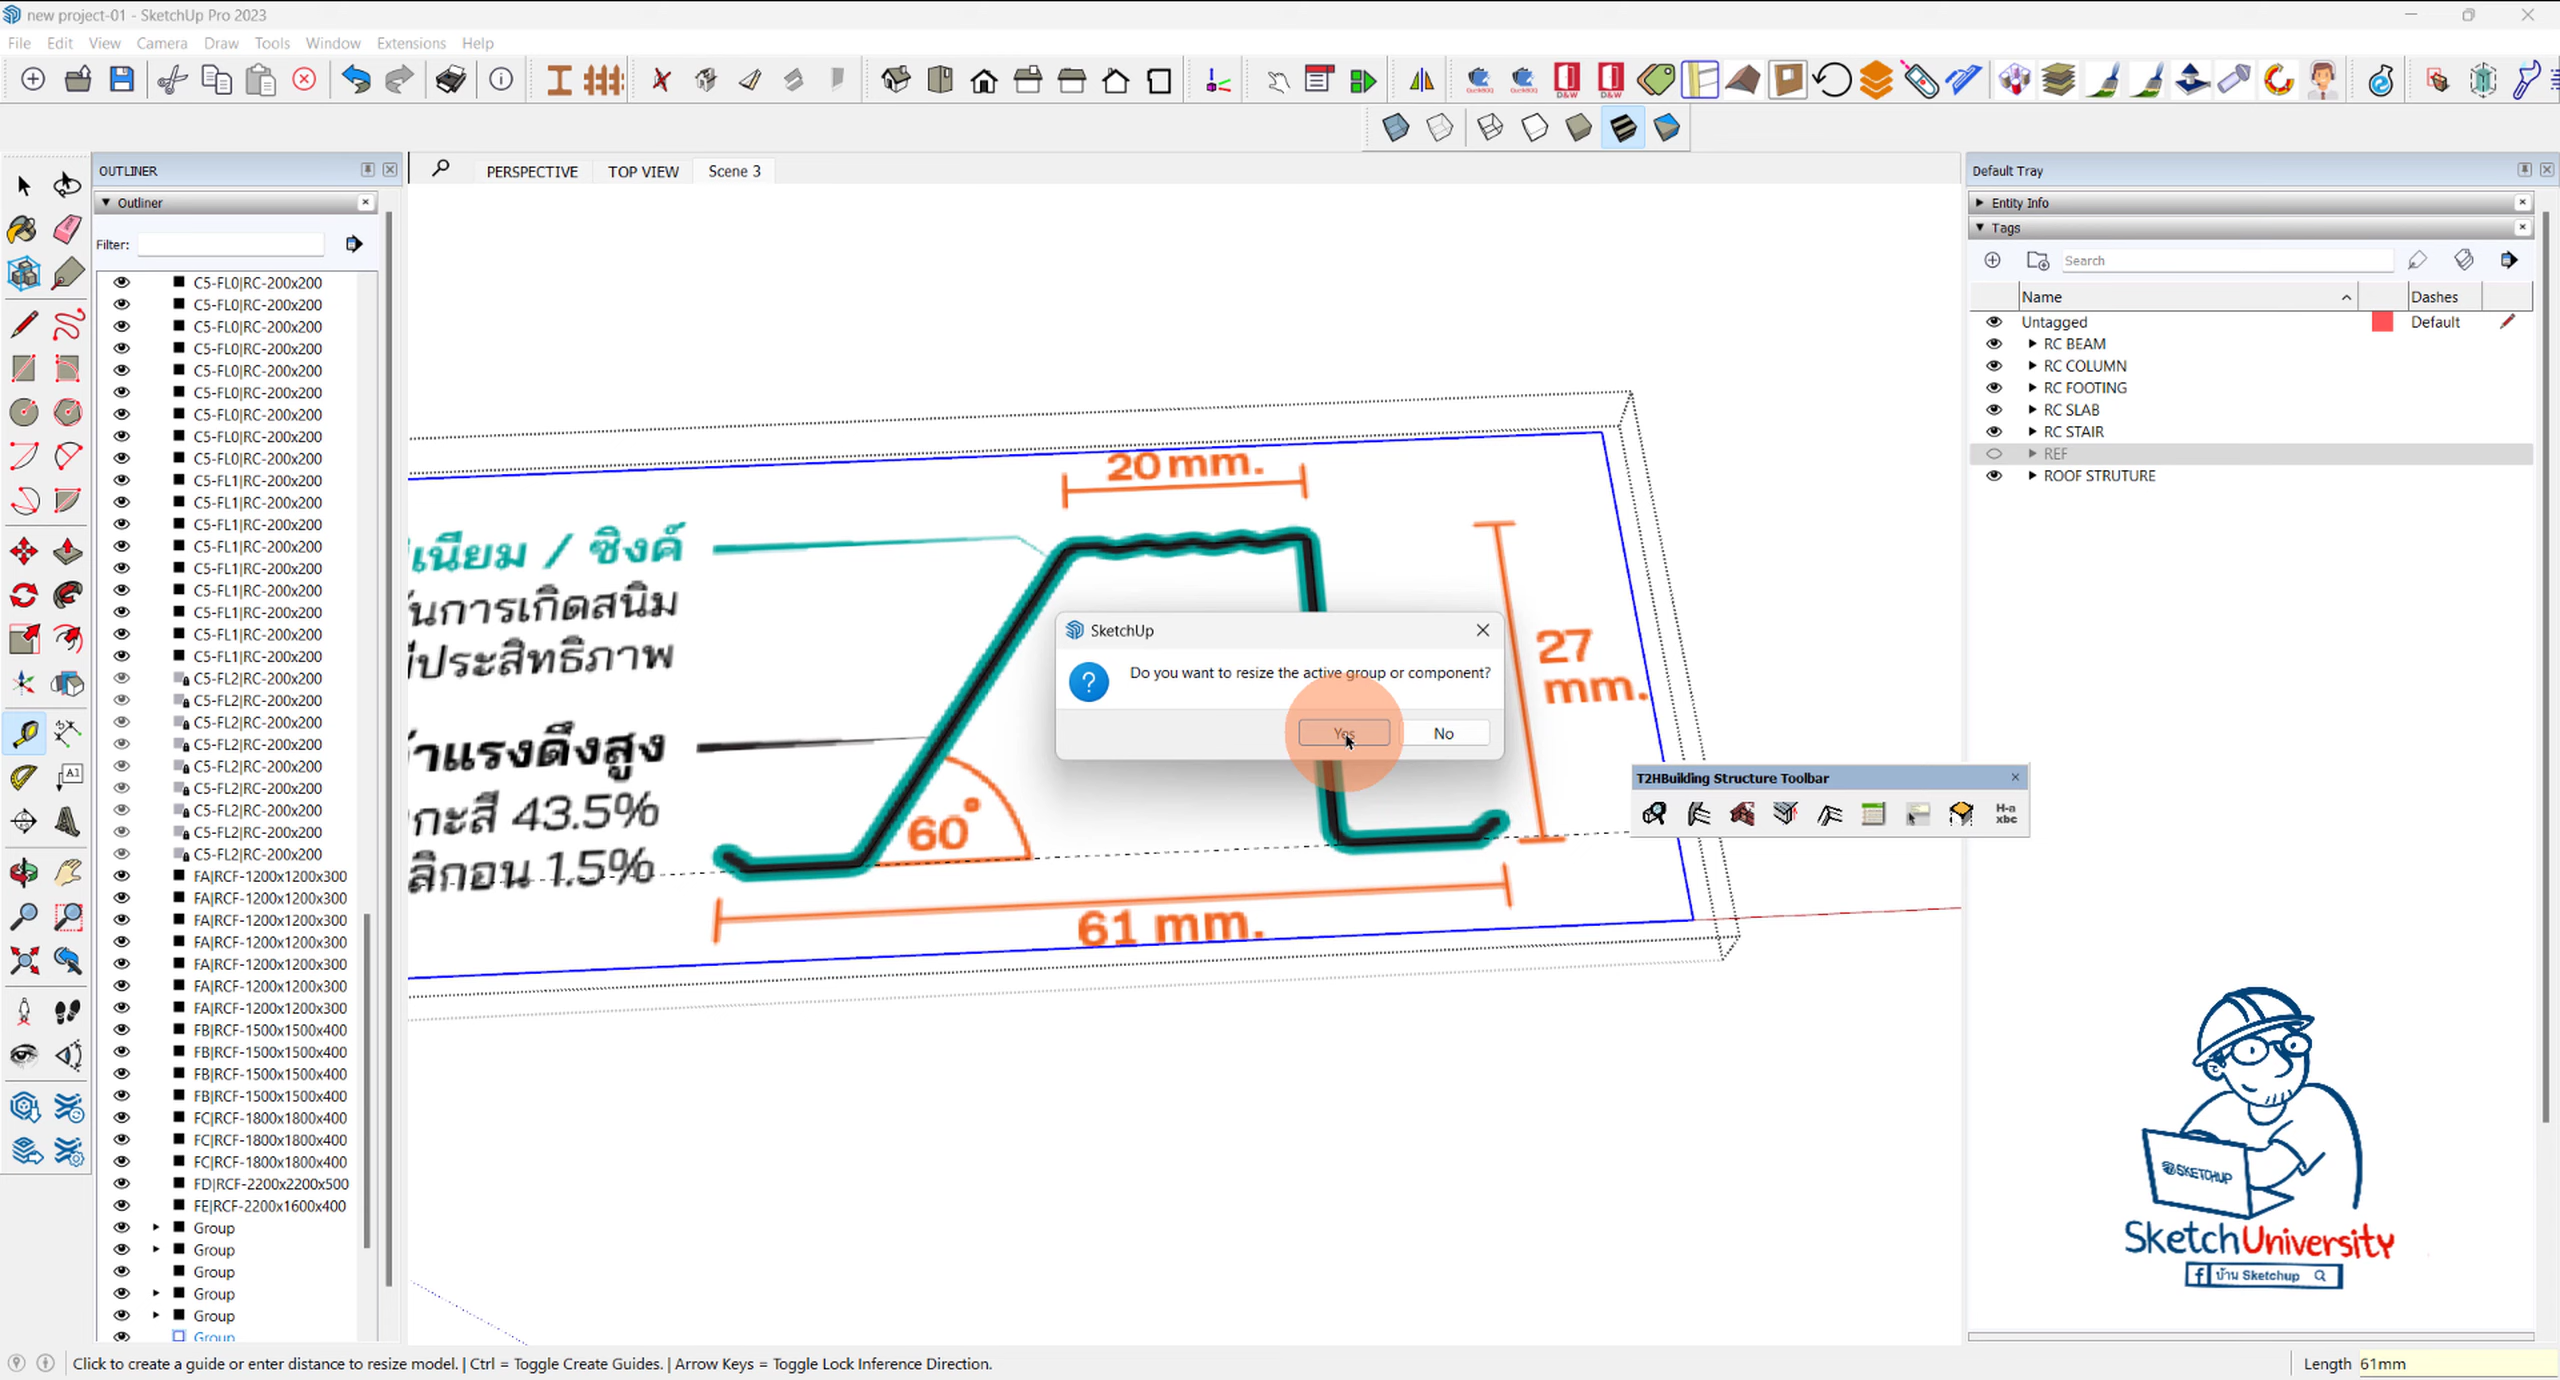 new project-01 - SketchUp Pro 2023
File Edit View Camera Draw Tools Window Extensions Help
OUTLINER
Outliner
Filter:
C5-FL0|RC-200x200
C5-FL0|RC-200x200
C5-FL0|RC-200x200
C5-FL0|RC-200x200
C5-FL0|RC-200x200
C5-FL0|RC-200x200
C5-FL0|RC-200x200
C5-FL0|RC-200x200
C5-FL0|RC-200x200
C5-FL1|RC-200x200
C5-FL1|RC-200x200
C5-FL1|RC-200x200
C5-FL1|RC-200x200
C5-FL1|RC-200x200
C5-FL1|RC-200x200
C5-FL1|RC-200x200
C5-FL1|RC-200x200
C5-FL1|RC-200x200
C5-FL2|RC-200x200
C5-FL2|RC-200x200
C5-FL2|RC-200x200
C5-FL2|RC-200x200
C5-FL2|RC-200x200
C5-FL2|RC-200x200
C5-FL2|RC-200x200
C5-FL2|RC-200x200
C5-FL2|RC-200x200
FA|RCF-1200x1200x300
FA|RCF-1200x1200x300
FA|RCF-1200x1200x300
FA|RCF-1200x1200x300
FA|RCF-1200x1200x300
FA|RCF-1200x1200x300
FA|RCF-1200x1200x300
FB|RCF-1500x1500x400
FB|RCF-1500x1500x400
FB|RCF-1500x1500x400
FB|RCF-1500x1500x400
FC|RCF-1800x1800x400
FC|RCF-1800x1800x400
FC|RCF-1800x1800x400
FD|RCF-2200x2200x500
FE|RCF-2200x1600x400
Group
Group
Group
Group
Group
Group
PERSPECTIVE TOP VIEW Scene 3
20 mm.
เนียม / ซิงค์
นการเกิดสนิม
ประสิทธิภาพ
าแรงดึงสูง
กะสี 43.5%
ลิกอน 1.5%
60°
27
mm.
61 mm.
SketchUp
Do you want to resize the active group or component?
Yes No
T2HBuilding Structure Toolbar
H-a
xbc
Default Tray
Entity Info
Tags
Search
Name Dashes
Untagged Default
RC BEAM
RC COLUMN
RC FOOTING
RC SLAB
RC STAIR
REF
ROOF STRUTURE
SKETCHUP
SketchUniversity
f บ้าน Sketchup
Click to create a guide or enter distance to resize model. | Ctrl = Toggle Create Guides. | Arrow Keys = Toggle Lock Inference Direction.
Length 61mm